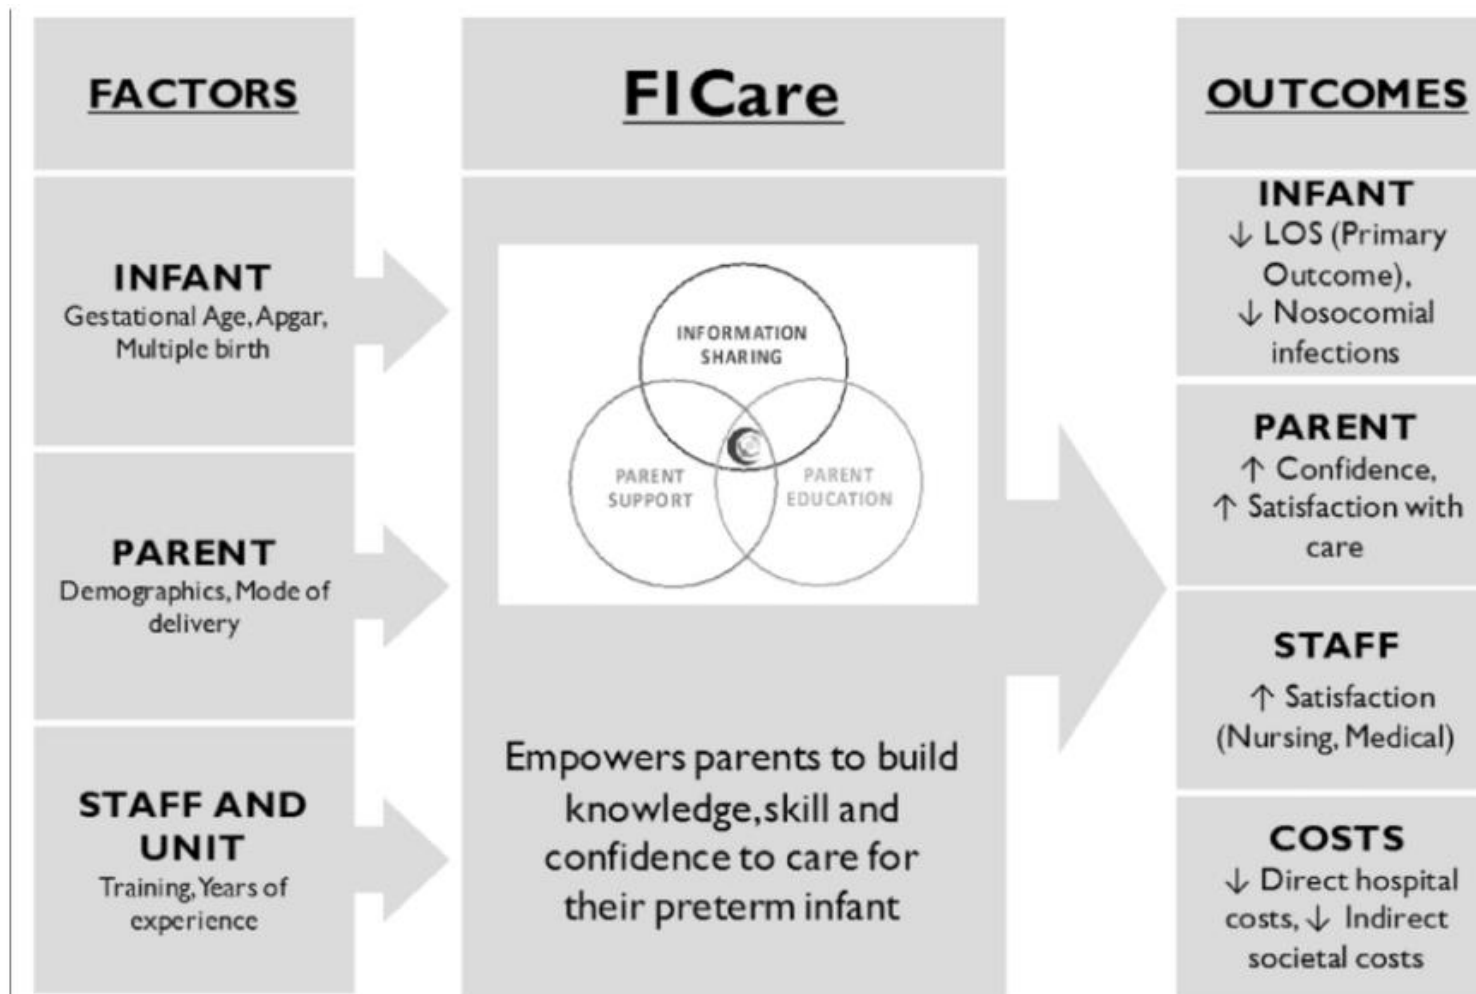 FACTORS
INFANT
Gestational Age, Apgar,
Multiple birth
PARENT
Demographics, Mode of
delivery
STAFF AND
UNIT
Training, Years of
experience
FICare
INFORMATION
SHARING
PARENT
SUPPORT
PARENT
EDUCATION
Empowers parents to build
knowledge, skill and
confidence to care for
their preterm infant
OUTCOMES
INFANT
↓ LOS (Primary
Outcome),
↓ Nosocomial
infections
PARENT
↑ Confidence,
↑ Satisfaction with
care
STAFF
↑ Satisfaction
(Nursing, Medical)
COSTS
↓ Direct hospital
costs, ↓ Indirect
societal costs